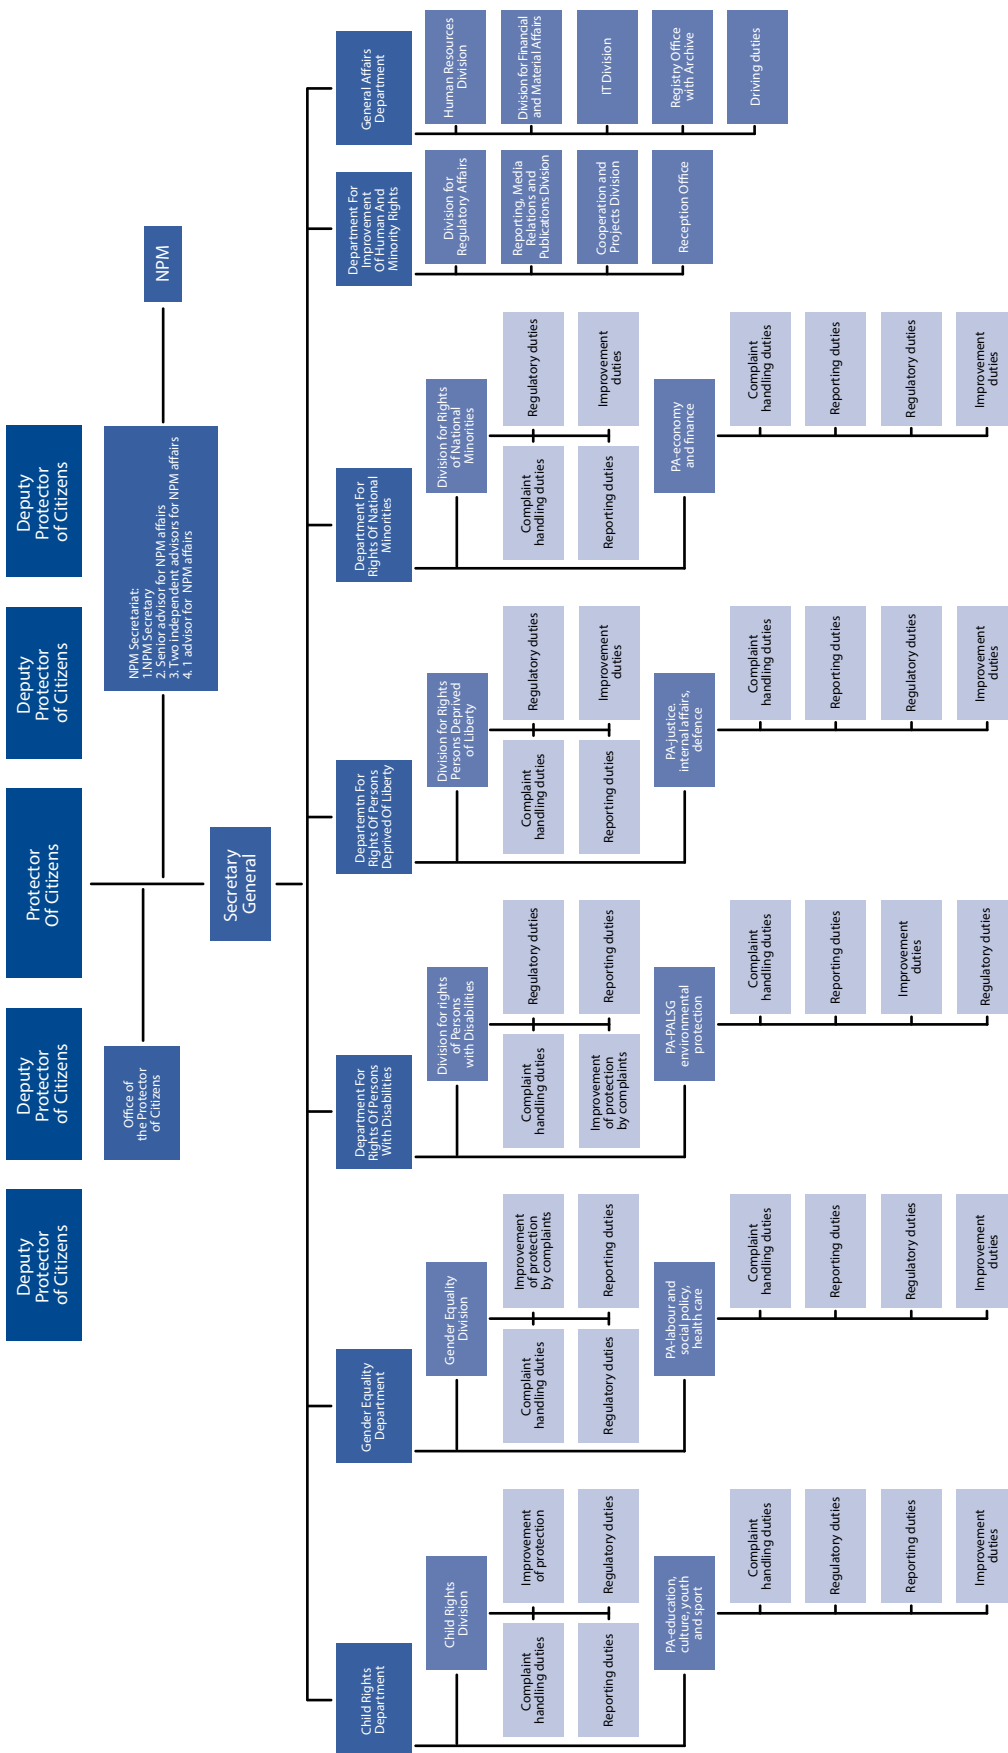 Deputy
Protector
of Citizens
Deputy
Protector
of Citizens
Protector
Of Citizens
Deputy
Protector
of Citizens
Deputy
Protector
of Citizens
Office of
the Protector
of Citizens
NPM Secretariat:
1.NPM Secretary
2. Senior advisor for NPM affairs
3. Two independent advisors for NPM affairs
4. 1 advisor for NPM affairs
NPM
Secretary
General
Child Rights
Department
Gender Equality
Department
Department For
Rights Of Persons
With Disabilities
Departemtn For
Rights Of Persons
Deprived Of Liberty
Department For
Rights Of National
Minorities
Department For
Improvement
Of Human And
Minority Rights
General Affairs
Department
Child Rights
Division
Complaint
handling duties
Improvement
of protection
Reporting duties
Regulatory duties
PA-education,
culture, youth
and sport
Complaint
handling duties
Regulatory duties
Reporting duties
Improvement
duties
Gender Equality
Division
Complaint
handling duties
Improvement
of protection
by complaints
Regulatory duties
Reporting duties
PA-labour and
social policy,
health care
Complaint
handling duties
Reporting duties
Regulatory duties
Improvement
duties
Division for rights
of Persons
with Disabilities
Complaint
handling duties
Regulatory duties
Improvement
of protection
by complaints
Reporting duties
PA-PALSG
environmental
protection
Complaint
handling duties
Reporting duties
Improvement
duties
Regulatory duties
Division for Rights
Persons Deprived
of Liberty
Complaint
handling duties
Regulatory duties
Reporting duties
Improvement
duties
PA-justice.
internal affairs,
defence
Complaint
handling duties
Reporting duties
Regulatory duties
Improvement
duties
Division for Rights
of National
Minorities
Complaint
handling duties
Regulatory duties
Reporting duties
Improvement
duties
PA-economy
and finance
Complaint
handling duties
Reporting duties
Regulatory duties
Improvement
duties
Division for
Regulatory Affairs
Reporting, Media
Relations and
Publications Division
Cooperation and
Projects Division
Reception Office
Human Resources
Division
Division for Financial
and Material Affairs
IT Division
Registry Office
with Archive
Driving duties